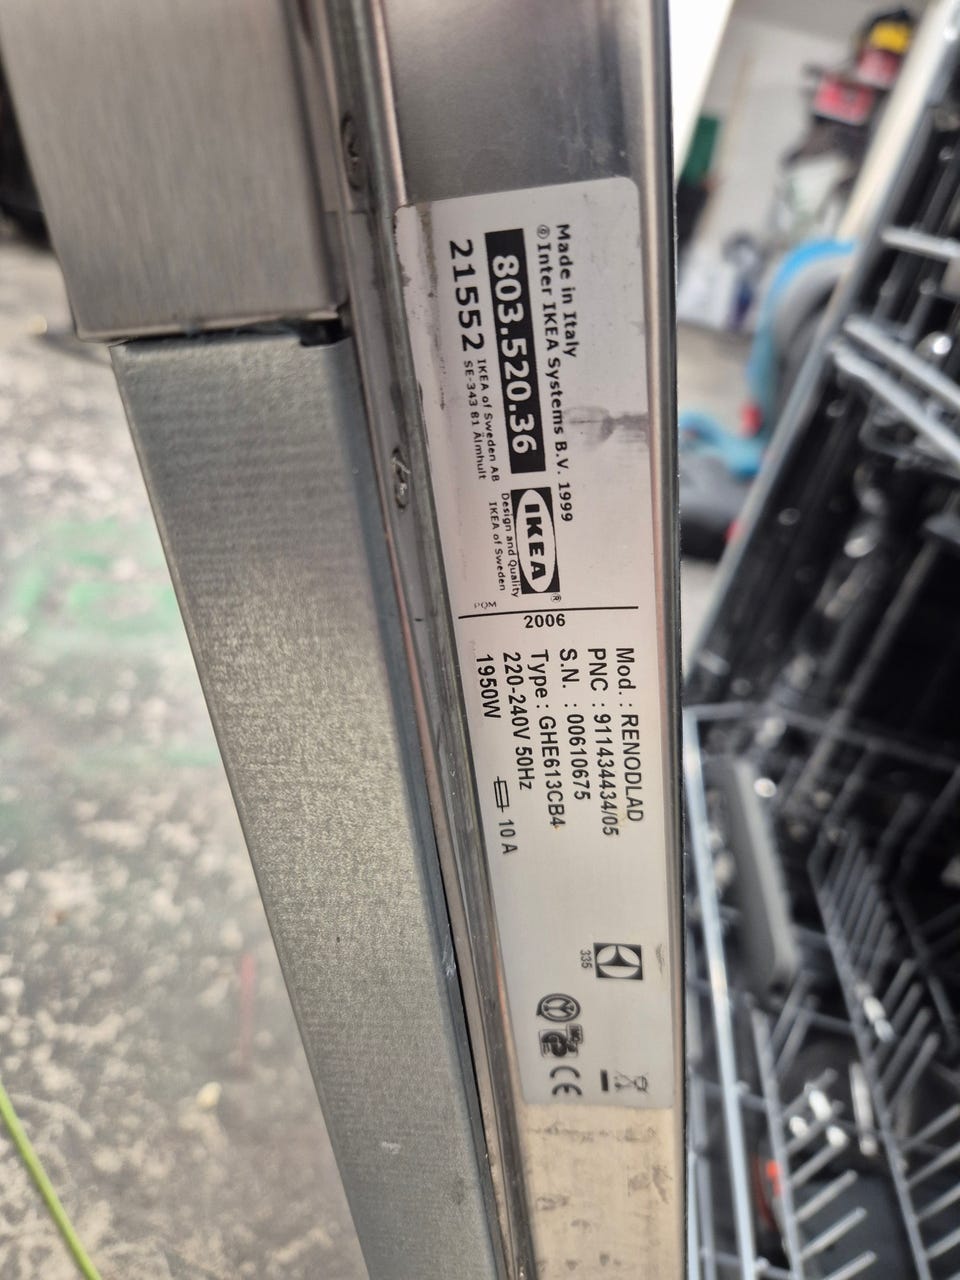 Made in Italy
©Inter IKEA Systems B.V. 1999
803.520.36
21552
IKEA of Sweden AB
SE-343 81 Älmhult
IKEA®
Design and Quality
IKEA of Sweden
PQM
2006
Mod. : RENODLAD
PNC : 911434434/05
S.N. : 00610675
Type : GHE613CB4
220-240V 50Hz
1950W
10 A
335
CE